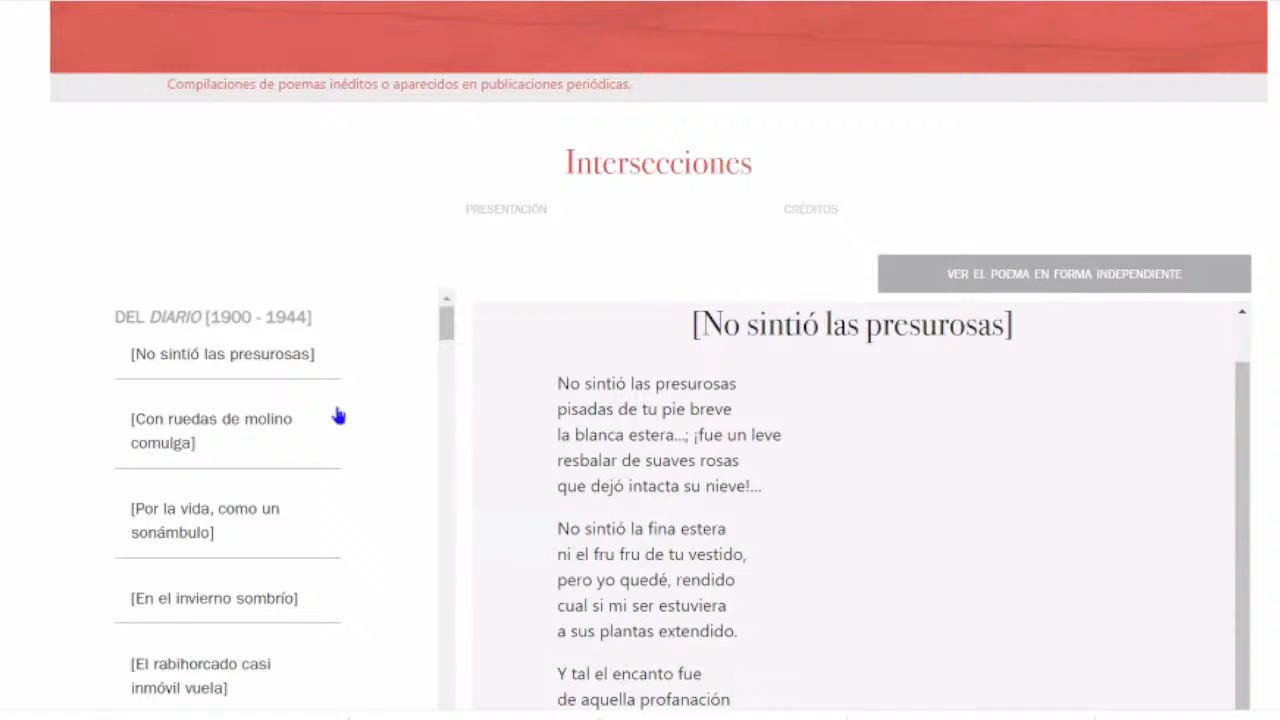 Compilaciones de poemas inéditos o aparecidos en publicaciones periódicas.
Intersecciones
PRESENTACIÓN
CRÉDITOS
VER EL POEMA EN FORMA INDEPENDIENTE
DEL DIARIO [1900 - 1944]
[No sintió las presurosas]
[Con ruedas de molino
comulga]
[Por la vida, como un
sonámbulo]
[En el invierno sombrío]
[El rabihorcado casi
inmóvil vuela]
[No sintió las presurosas]
No sintió las presurosas
pisadas de tu pie breve
la blanca estera...; ¡fue un leve
resbalar de suaves rosas
que dejó intacta su nieve!...
No sintió la fina estera
ni el fru fru de tu vestido,
pero yo quedé, rendido
cual si mi ser estuviera
a sus plantas extendido.
Y tal el encanto fue
de aquella profanación